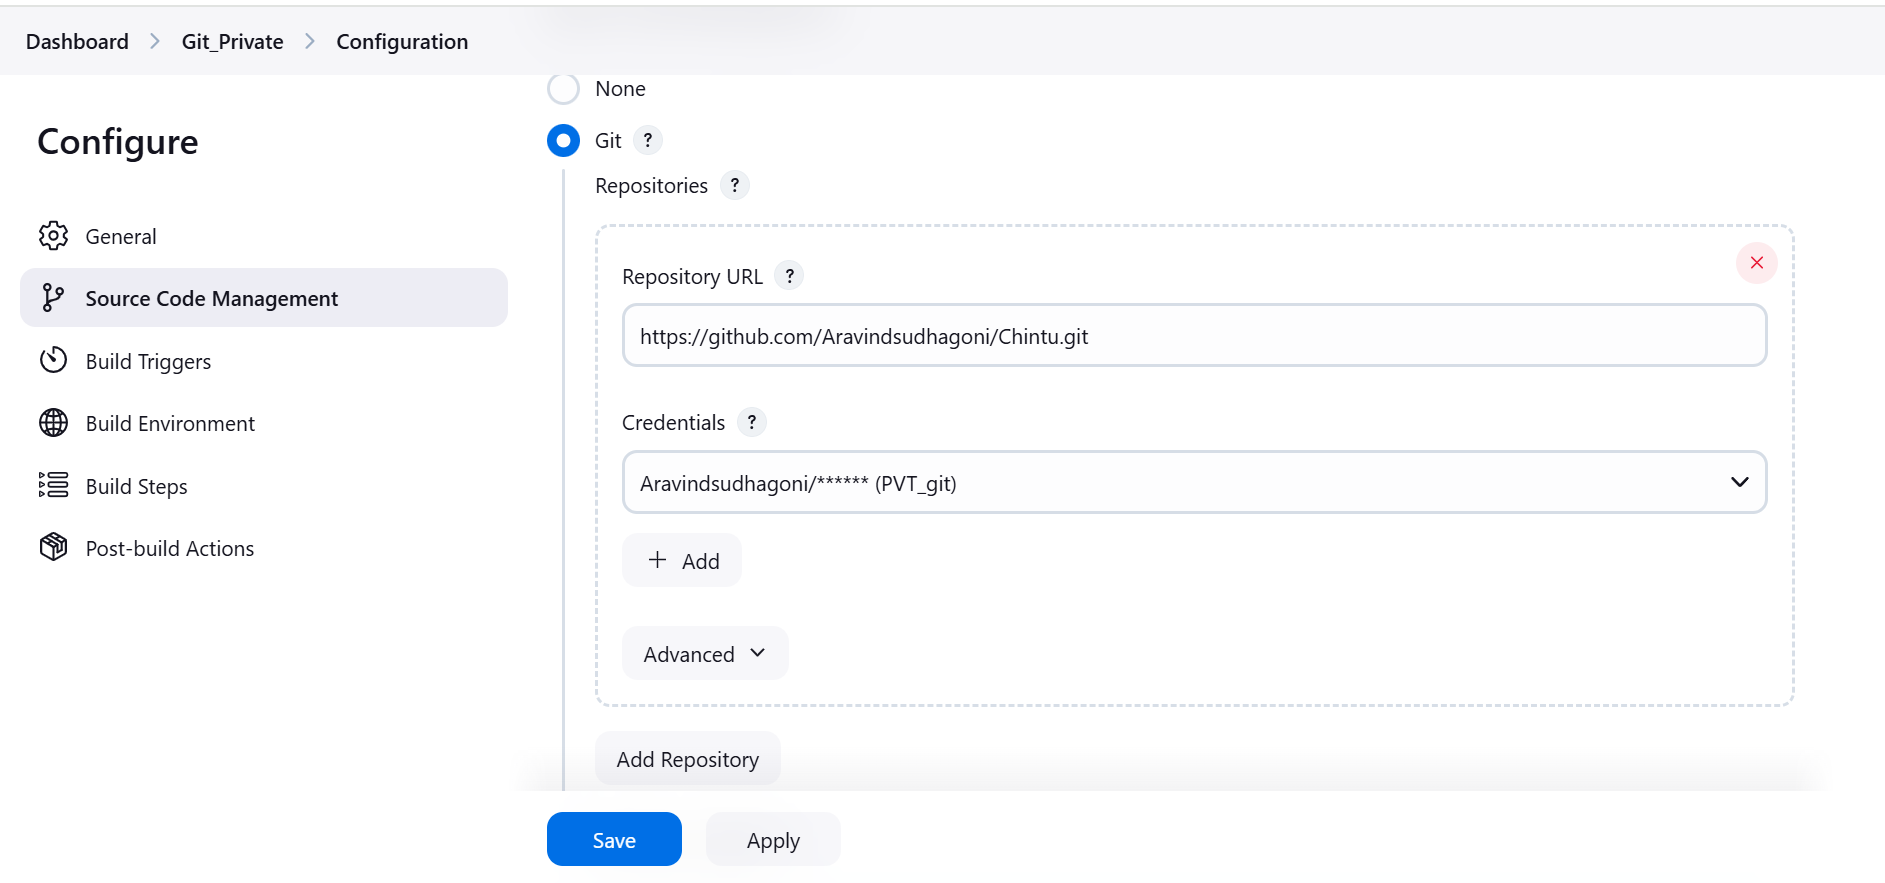 Dashboard > Git_Private > Configuration
Configure
General
Source Code Management
Build Triggers
Build Environment
Build Steps
Post-build Actions
None
Git ?
Repositories ?
Repository URL ?
https://github.com/Aravindsudhagoni/Chintu.git
Credentials ?
Aravindsudhagoni/****** (PVT_git)
+ Add
Advanced
Add Repository
Save Apply